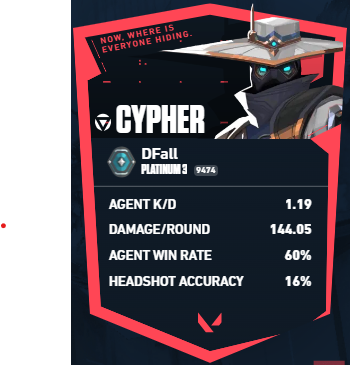 NOW, WHERE IS
EVERYONE HIDING.
CYPHER
DFall
PLATINUM 3 9474
AGENT K/D 1.19
DAMAGE/ROUND 144.05
AGENT WIN RATE 60%
HEADSHOT ACCURACY 16%